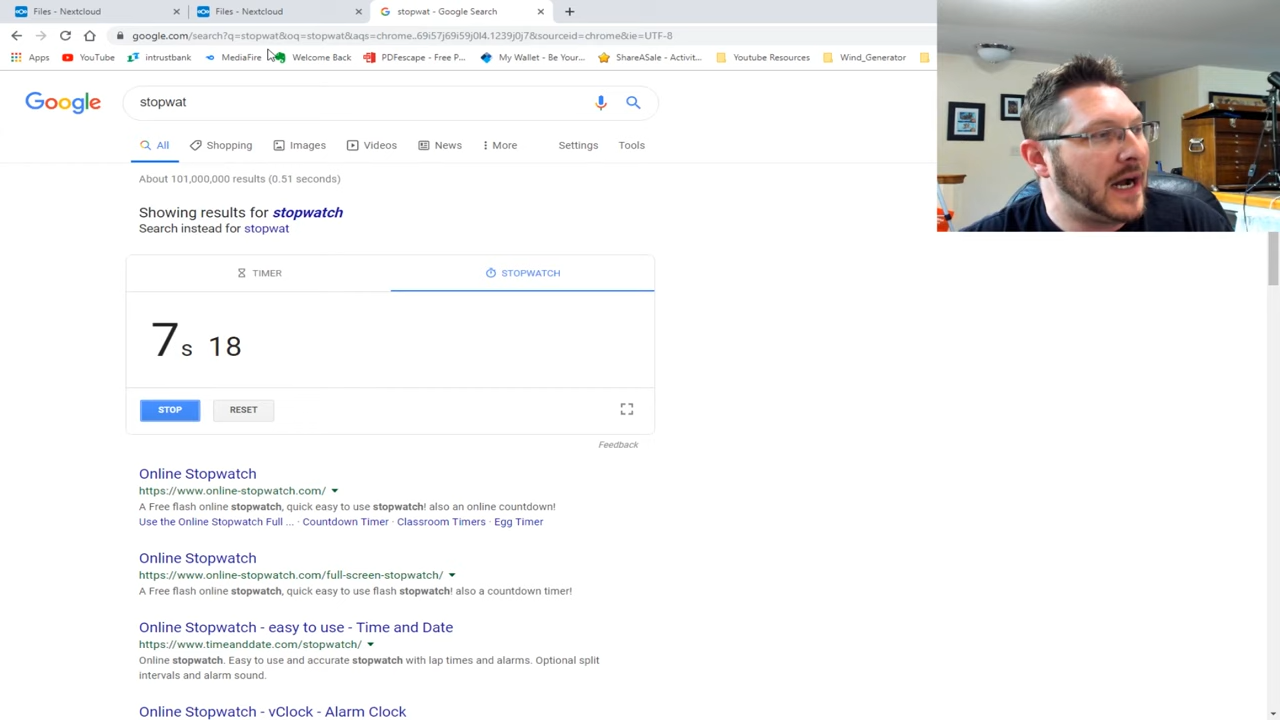 Files - Nextcloud
Files - Nextcloud
stopwat - Google Search
google.com/search?q=stopwat&oq=stopwat&aqs=chrome..69i57j69i59j0l4.1239j0j7&sourceid=chrome&ie=UTF-8
Apps YouTube intrustbank MediaFire Welcome Back PDFescape - Free P... My Wallet - Be Your... ShareASale - Activit... Youtube Resources Wind_Generator
Google stopwat
All Shopping Images Videos News More Settings Tools
About 101,000,000 results (0.51 seconds)
Showing results for stopwatch
Search instead for stopwat
TIMER STOPWATCH
7s 18
STOP RESET
Feedback
Online Stopwatch
https://www.online-stopwatch.com/
A Free flash online stopwatch, quick easy to use stopwatch! also an online countdown!
Use the Online Stopwatch Full ... · Countdown Timer · Classroom Timers · Egg Timer
Online Stopwatch
https://www.online-stopwatch.com/full-screen-stopwatch/
A Free flash online stopwatch, quick easy to use flash stopwatch! also a countdown timer!
Online Stopwatch - easy to use - Time and Date
https://www.timeanddate.com/stopwatch/
Online stopwatch. Easy to use and accurate stopwatch with lap times and alarms. Optional split
intervals and alarm sound.
Online Stopwatch - vClock - Alarm Clock